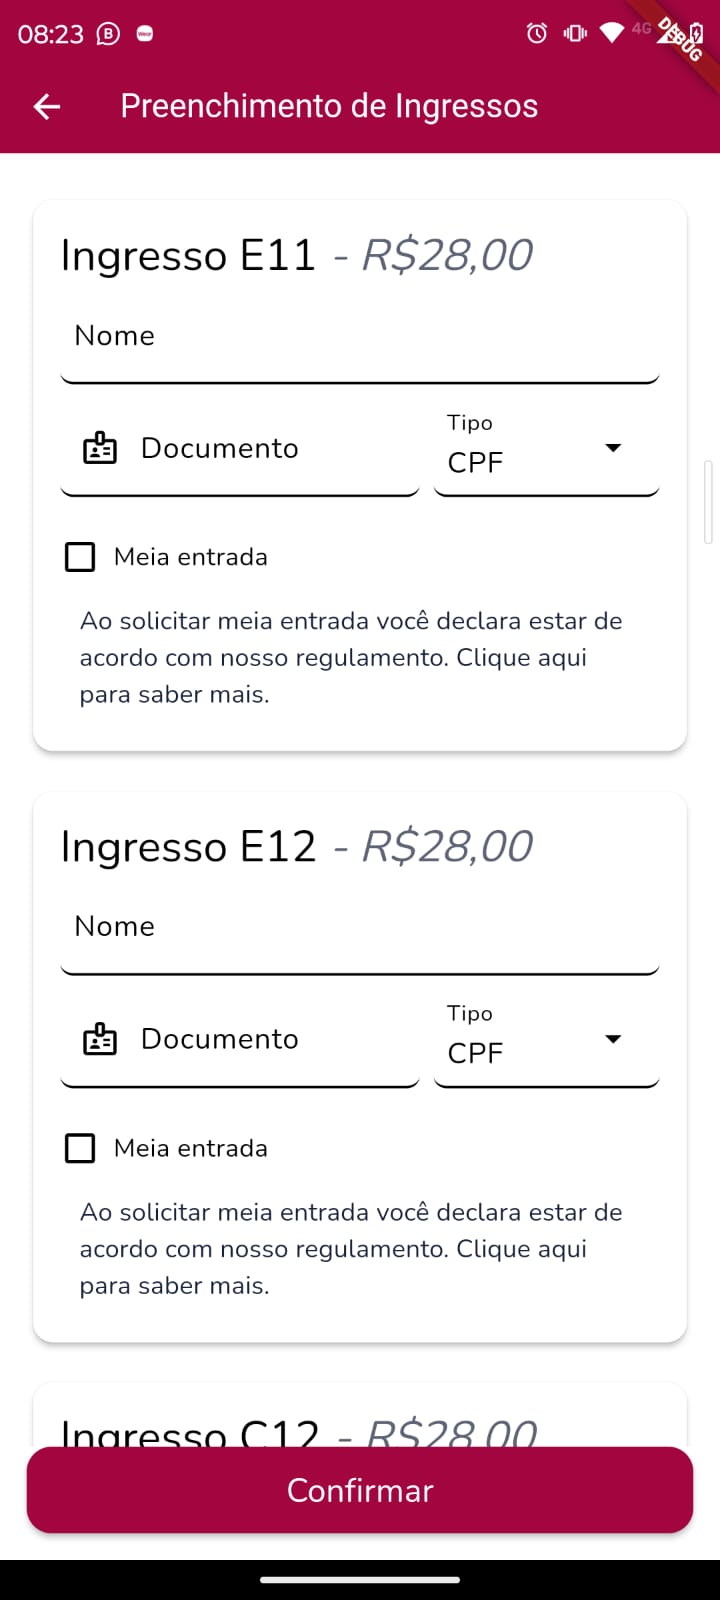 08:23
4G
DEBUG
Preenchimento de Ingressos
Ingresso E11 - R$28,00
Nome
Tipo
Documento
CPF
Meia entrada
Ao solicitar meia entrada você declara estar de
acordo com nosso regulamento. Clique aqui
para saber mais.
Ingresso E12 - R$28,00
Nome
Tipo
Documento
CPF
Meia entrada
Ao solicitar meia entrada você declara estar de
acordo com nosso regulamento. Clique aqui
para saber mais.
Ingresso C12 - R$28,00
Confirmar